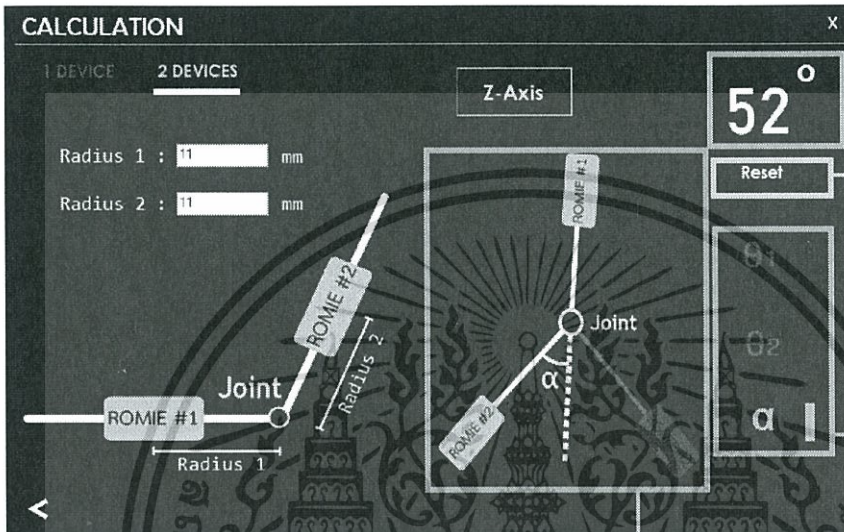 CALCULATION
X
1 DEVICE
2 DEVICES
Z-Axis
52°
Radius 1 : 11 mm
Radius 2 : 11 mm
Reset
ROMIE #1
ROMIE #2
Joint
Radius 2
ROMIE #1
Radius 1
Joint
α
ROMIE #2
θ1
θ2
α
<